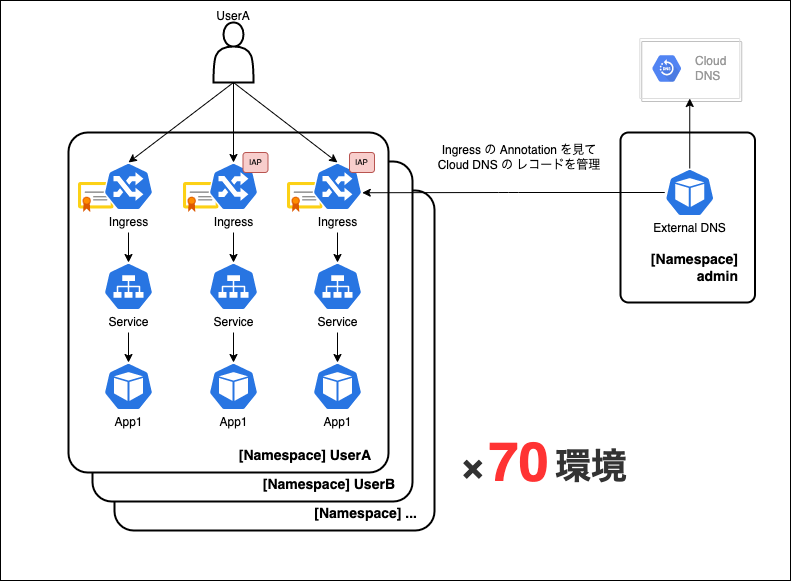 UserA
Cloud
DNS
Ingress の Annotation を見て
Cloud DNS の レコードを管理
IAP
IAP
Ingress
Ingress
Ingress
External DNS
[Namespace]
admin
Service
Service
Service
App1
App1
App1
[Namespace] UserA
[Namespace] UserB
[Namespace] ...
× 70 環境